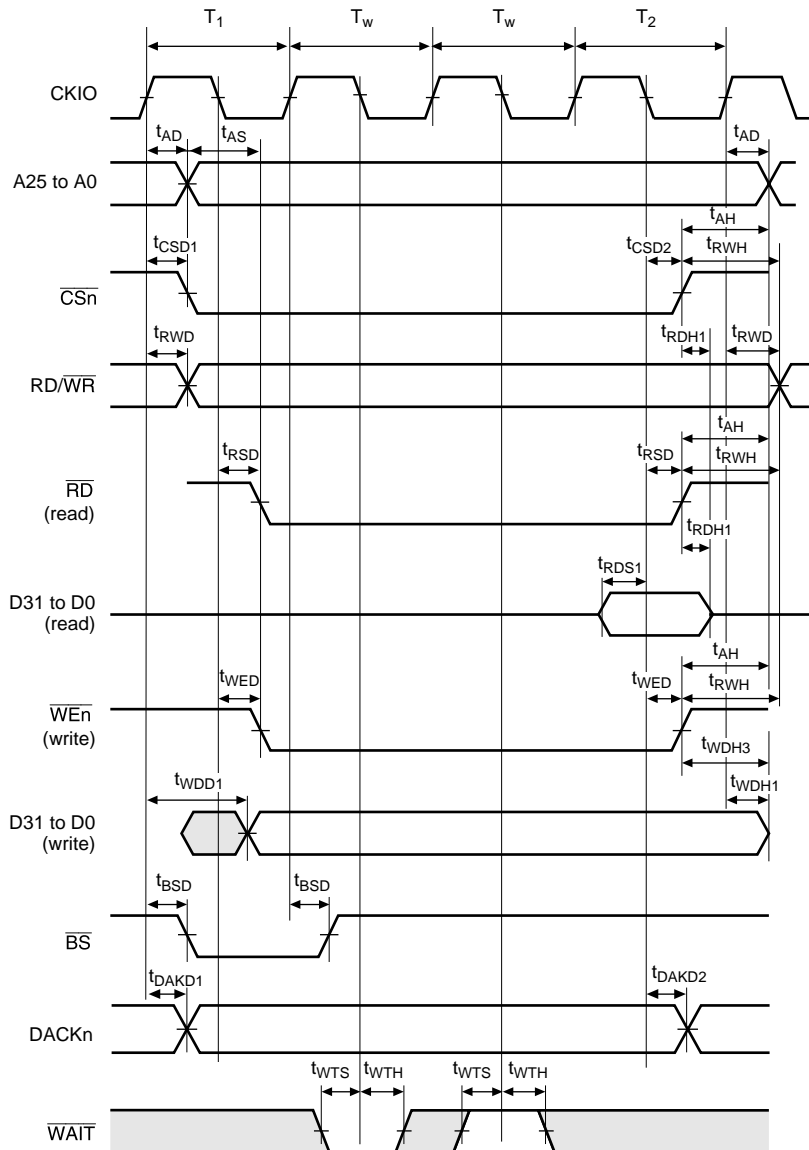 T1 Tw Tw T2
CKIO
tAD tAS tAD
A25 to A0
tAH
tCSD1 tCSD2 tRWH
CSn
tRWD tRDH1 tRWD
RD/WR
tAH
tRSD tRSD tRWH
RD
(read)
tRDH1
tRDS1
D31 to D0
(read)
tAH
tWED tWED tRWH
WEn
(write)
tWDH3
tWDD1 tWDH1
D31 to D0
(write)
tBSD tBSD
BS
tDAKD1 tDAKD2
DACKn
tWTS tWTH tWTS tWTH
WAIT